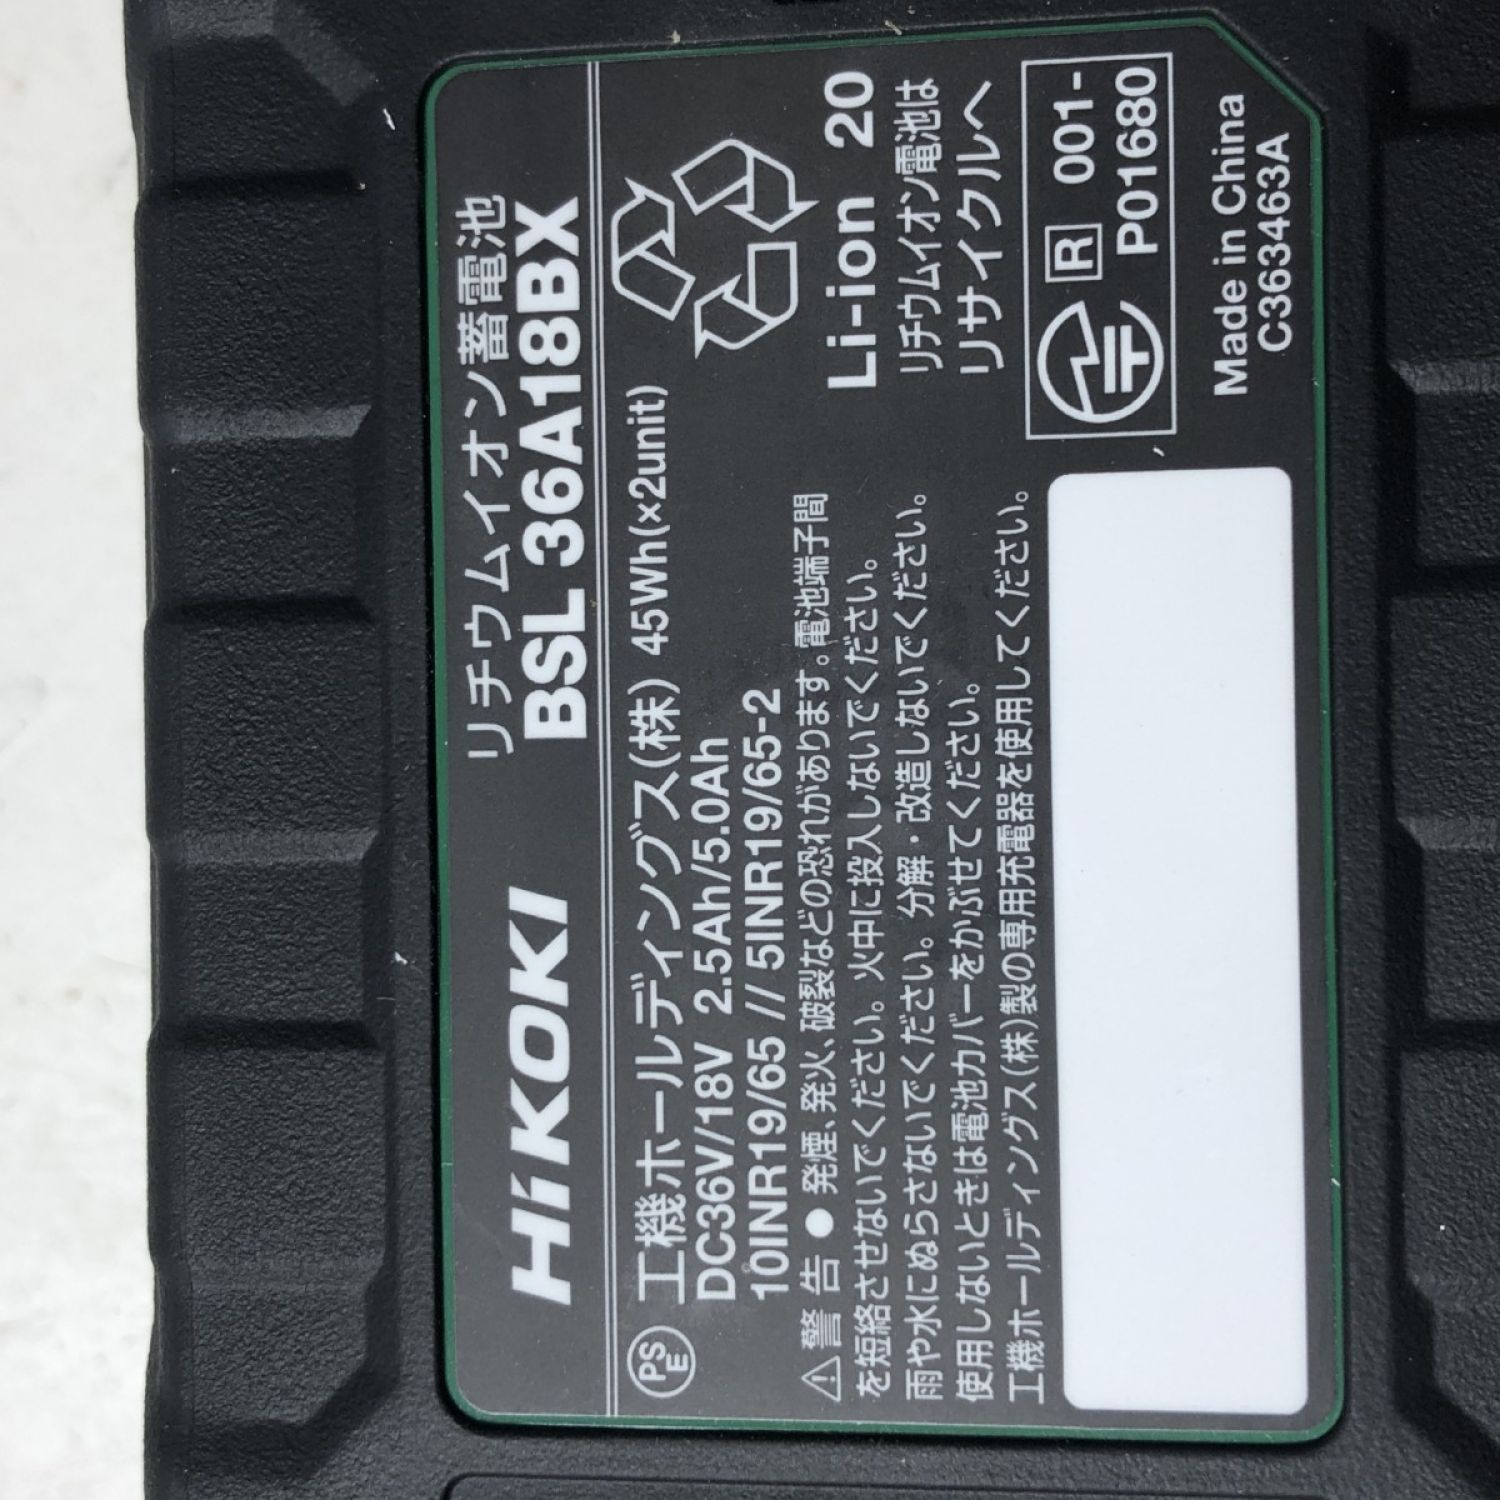 HiKOKI
リチウムイオン蓄電池
BSL 36A18BX
PS
E
工機ホールディングス(株) 45Wh(×2unit)
DC36V/18V 2.5Ah/5.0Ah
10INR19/65 // 5INR19/65-2
警告 ● 発煙、発火、破裂などの恐れがあります。電池端子間
を短絡させないでください。火中に投入しないでください。
雨や水にぬらさないでください。分解・改造しないでください。
使用しないときは電池カバーをかぶせてください。
工機ホールディングス(株)製の専用充電器を使用してください。
Li-ion 20
リチウムイオン電池は
リサイクルへ
R 001-
P01680
Made in China
C363463A